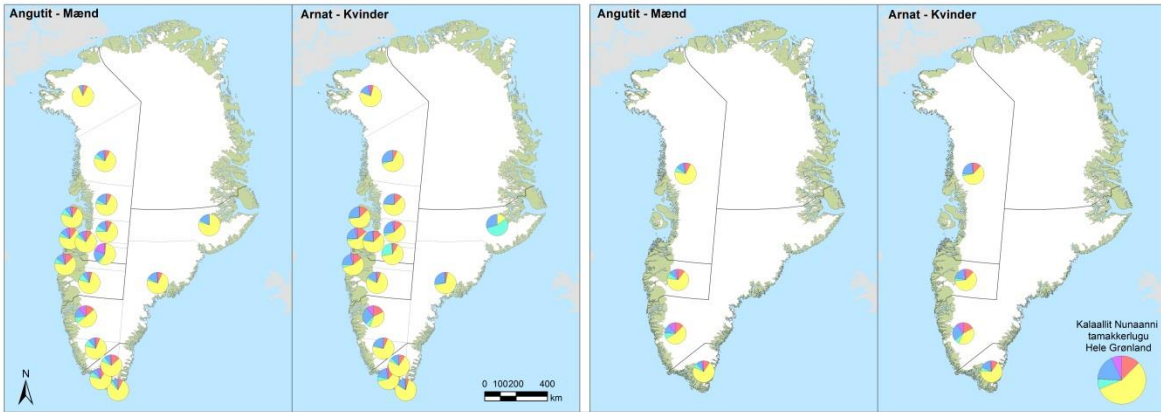 Angutit - Mænd
Arnat - Kvinder
Angutit - Mænd
Arnat - Kvinder
N
0 100200 400
km
Kalaallit Nunaanni
tamakkerlugu
Hele Grønland